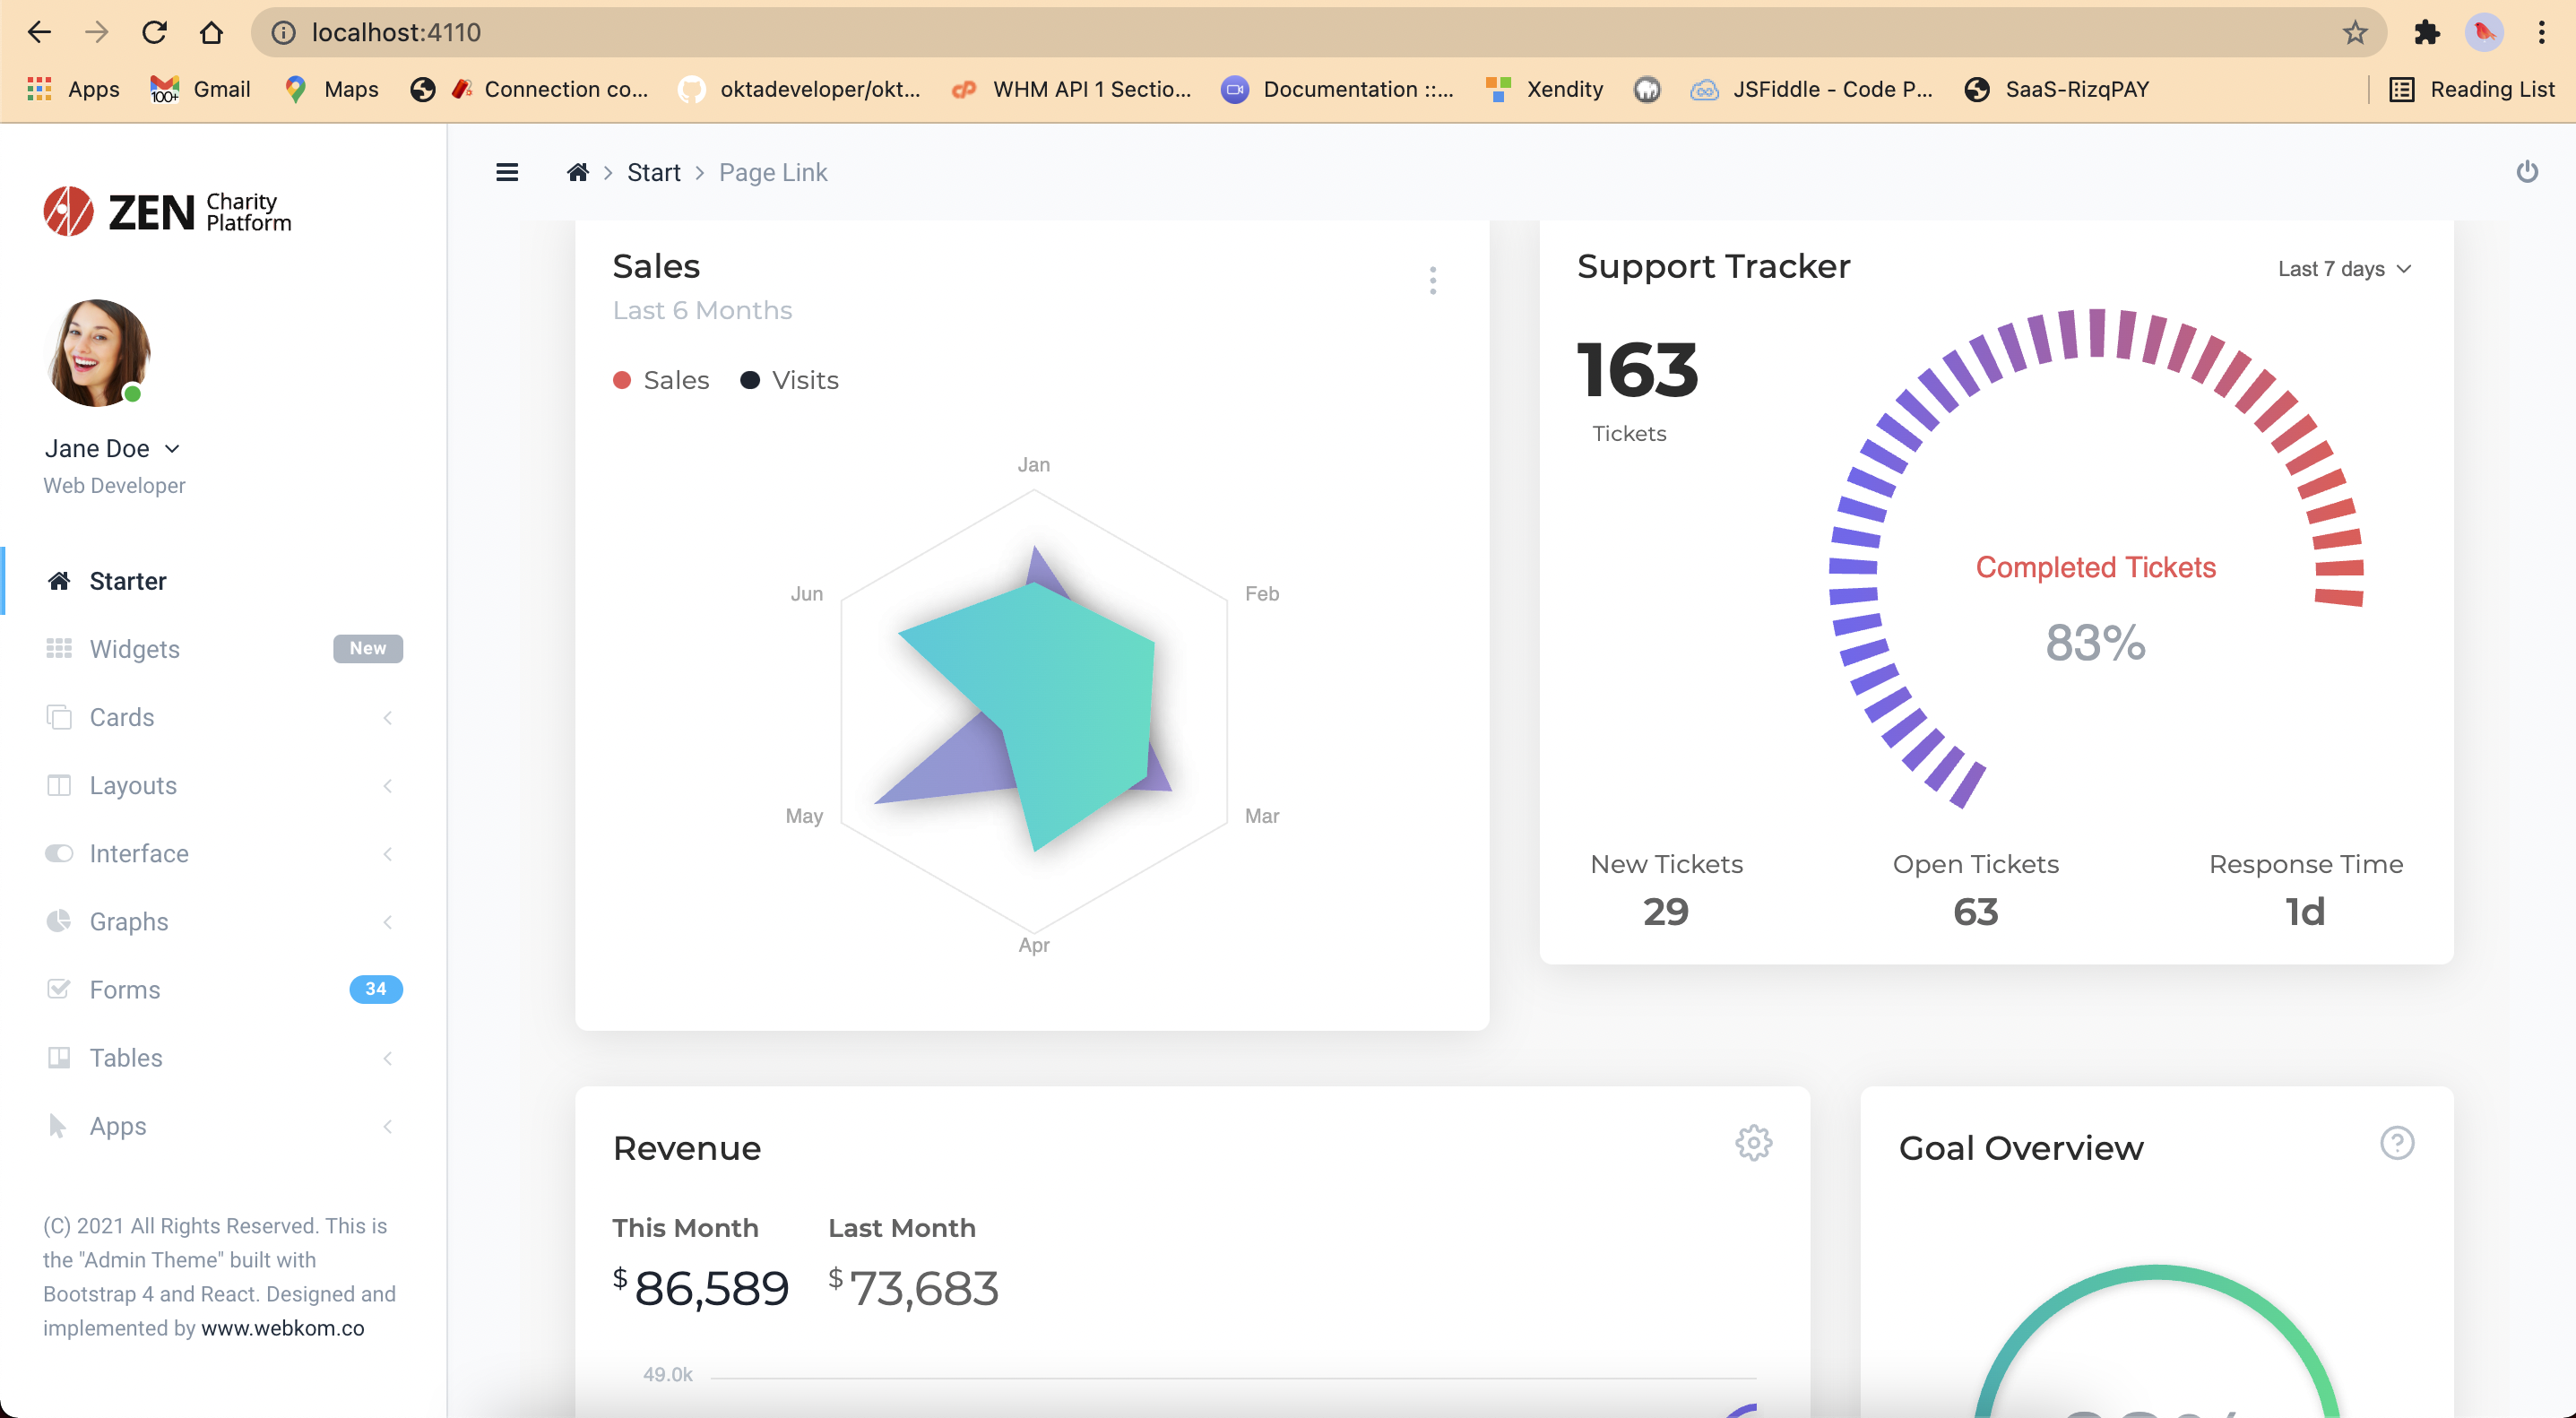 localhost:4110
Apps
Gmail
100+
Maps
Connection co...
oktadeveloper/okt...
WHM API 1 Sectio...
Documentation ::...
Xendity
JSFiddle - Code P...
SaaS-RizqPAY
Reading List
ZEN Charity
Platform
Start
Page Link
Jane Doe
Web Developer
Starter
Widgets
New
Cards
Layouts
Interface
Graphs
Forms
34
Tables
Apps
(C) 2021 All Rights Reserved. This is
the "Admin Theme" built with
Bootstrap 4 and React. Designed and
implemented by www.webkom.co
Sales
Last 6 Months
Sales
Visits
Jan
Feb
Mar
Apr
May
Jun
Support Tracker
Last 7 days
163
Tickets
Completed Tickets
83%
New Tickets
29
Open Tickets
63
Response Time
1d
Revenue
This Month
$86,589
Last Month
$73,683
49.0k
Goal Overview